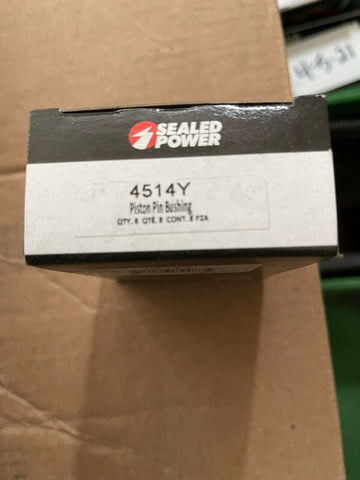 4-5-21
SEALED
POWER
4514Y
Piston Pin Bushing
QTY. 8 QTÉ. 8 CONT. 8 PZA